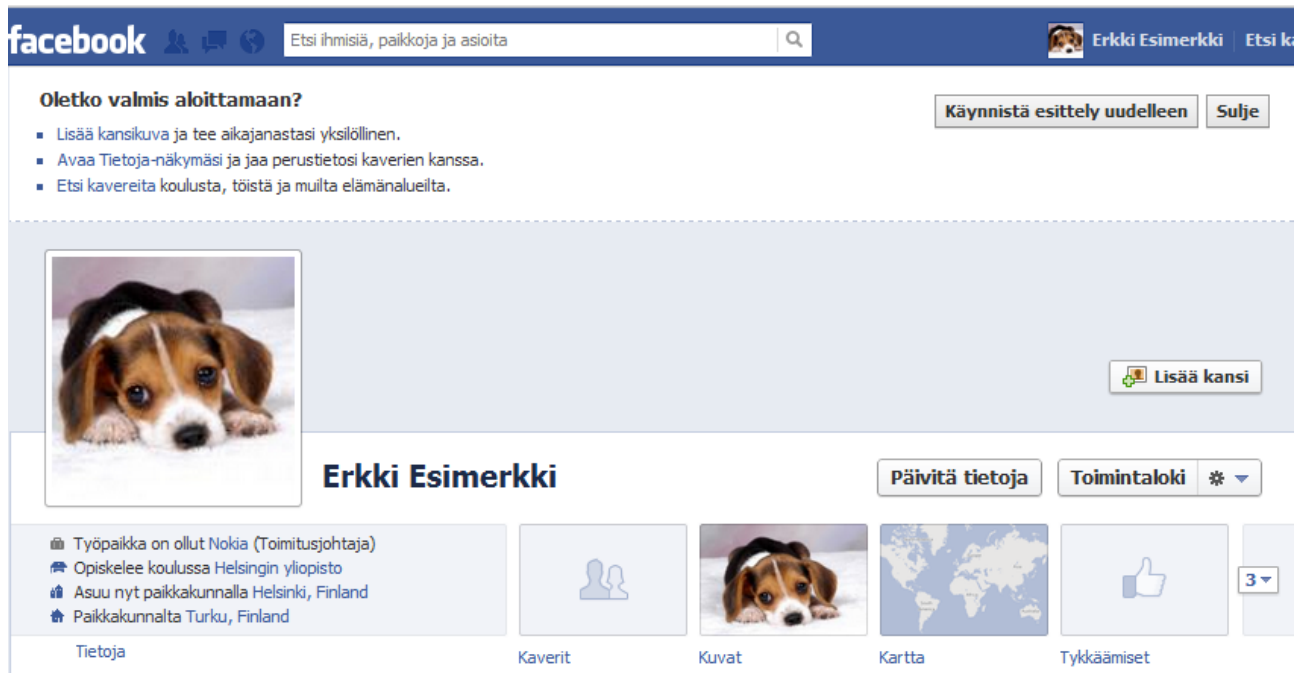 facebook
Etsi ihmisiä, paikkoja ja asioita
Erkki Esimerkki
Etsi ka
Oletko valmis aloittamaan?
Käynnistä esittely uudelleen
Sulje
Lisää kansikuva ja tee aikajanastasi yksilöllinen.
Avaa Tietoja-näkymäsi ja jaa perustietosi kaverien kanssa.
Etsi kavereita koulusta, töistä ja muilta elämänalueilta.
Lisää kansi
Erkki Esimerkki
Päivitä tietoja
Toimintaloki
Työpaikka on ollut Nokia (Toimitusjohtaja)
Opiskelee koulussa Helsingin yliopisto
Asuu nyt paikkakunnalla Helsinki, Finland
Paikkakunnalta Turku, Finland
Tietoja
3
Kaverit
Kuvat
Kartta
Tykkäämiset